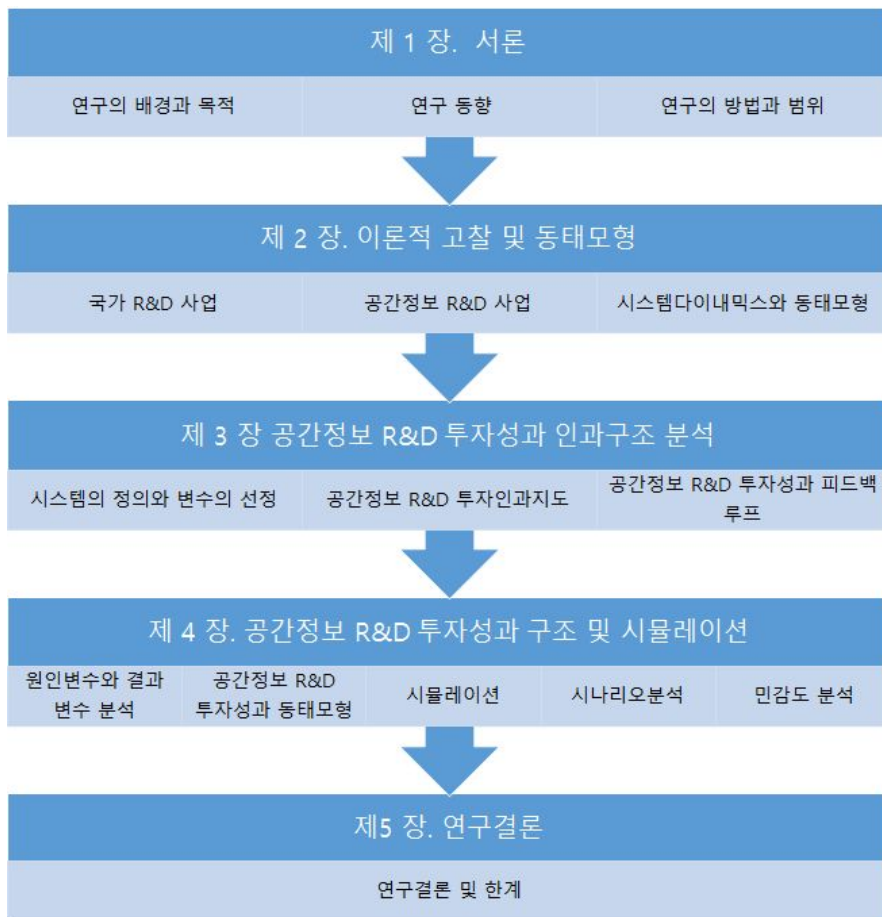 제 1 장. 서론
연구의 배경과 목적
연구 동향
연구의 방법과 범위
제 2 장. 이론적 고찰 및 동태모형
국가 R&D 사업
공간정보 R&D 사업
시스템다이내믹스와 동태모형
제 3 장 공간정보 R&D 투자성과 인과구조 분석
시스템의 정의와 변수의 선정
공간정보 R&D 투자인과지도
공간정보 R&D 투자성과 피드백
루프
제 4 장. 공간정보 R&D 투자성과 구조 및 시뮬레이션
원인변수와 결과
변수 분석
공간정보 R&D
투자성과 동태모형
시뮬레이션
시나리오분석
민감도 분석
제5 장. 연구결론
연구결론 및 한계